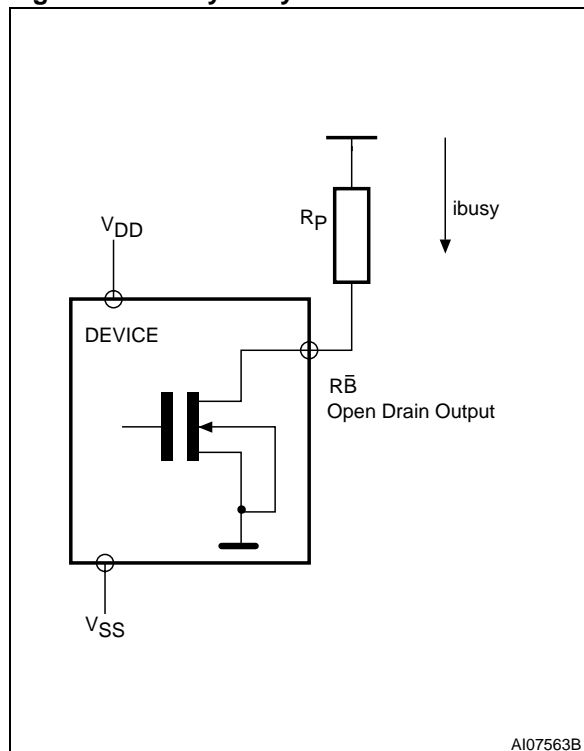 RP
ibusy
VDD
DEVICE
RB̄
Open Drain Output
VSS
AI07563B